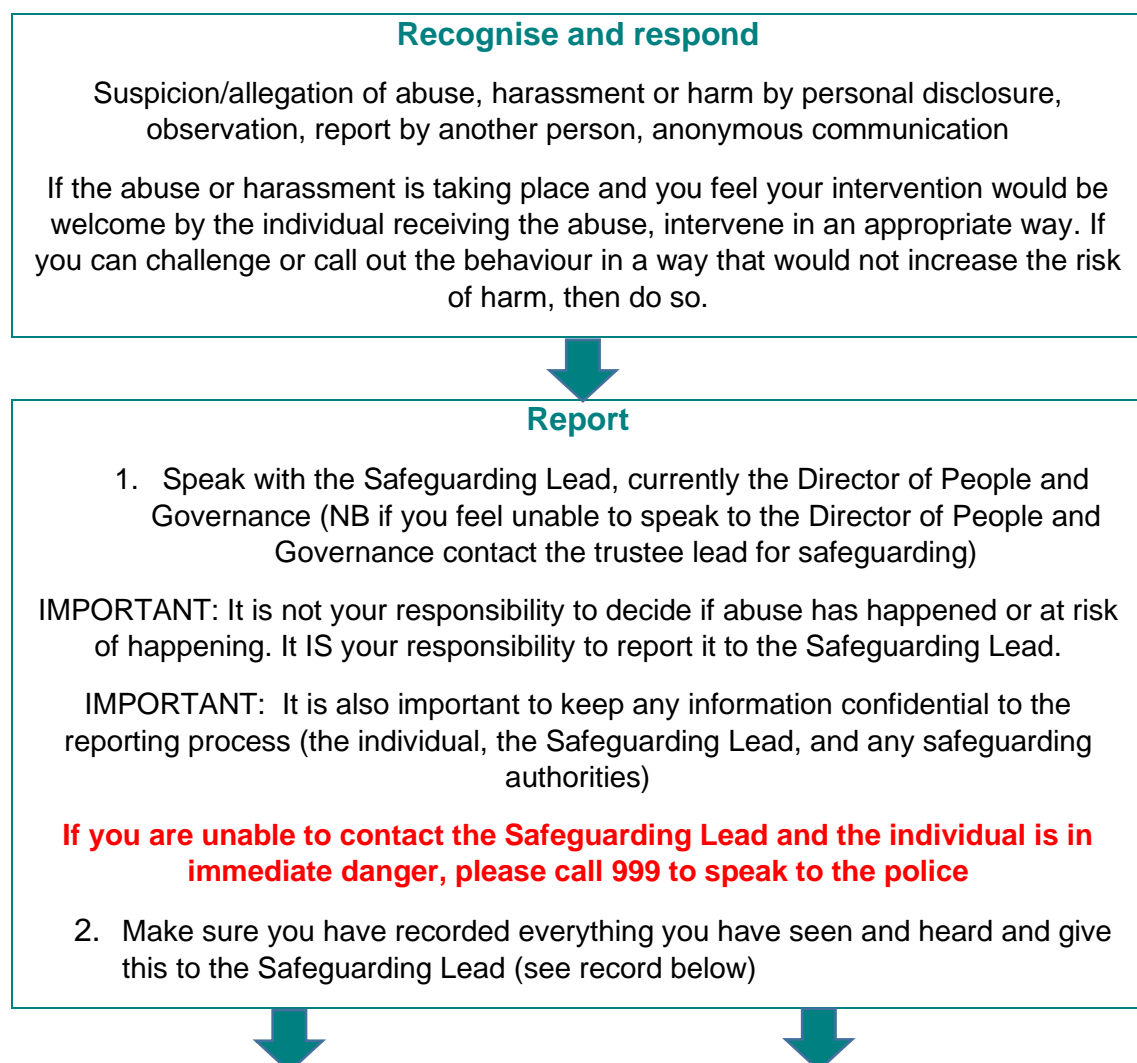 Recognise and respond
Suspicion/allegation of abuse, harassment or harm by personal disclosure,
observation, report by another person, anonymous communication
If the abuse or harassment is taking place and you feel your intervention would be
welcome by the individual receiving the abuse, intervene in an appropriate way. If
you can challenge or call out the behaviour in a way that would not increase the risk
of harm, then do so.
Report
1. Speak with the Safeguarding Lead, currently the Director of People and
Governance (NB if you feel unable to speak to the Director of People and
Governance contact the trustee lead for safeguarding)
IMPORTANT: It is not your responsibility to decide if abuse has happened or at risk
of happening. It IS your responsibility to report it to the Safeguarding Lead.
IMPORTANT: It is also important to keep any information confidential to the
reporting process (the individual, the Safeguarding Lead, and any safeguarding
authorities)
If you are unable to contact the Safeguarding Lead and the individual is in
immediate danger, please call 999 to speak to the police
2. Make sure you have recorded everything you have seen and heard and give
this to the Safeguarding Lead (see record below)